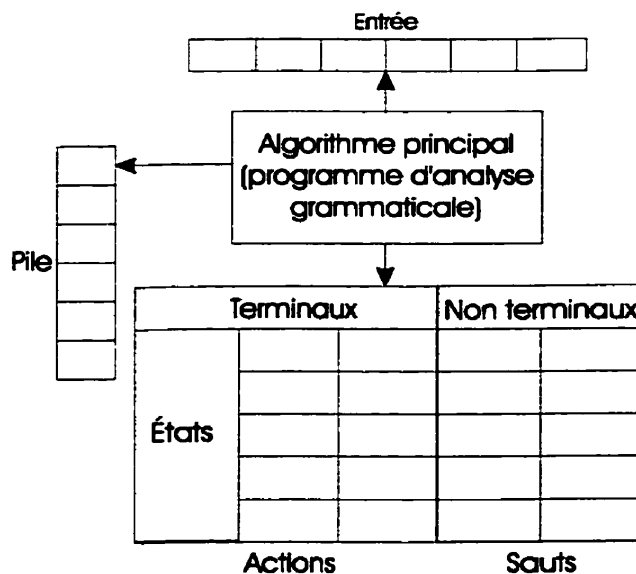 Entrée
Algorithme principal
(programme d'analyse
grammaticale)
Pile
Terminaux
Non terminaux
États
Actions
Sauts